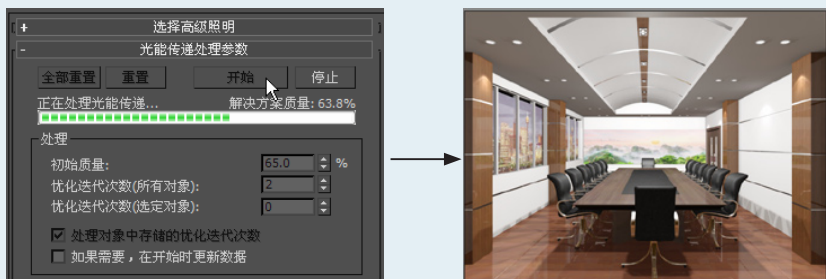 + 选择高级照明
- 光能传递处理参数
全部重置 重置 开始 停止
正在处理光能传递... 解决方案质量: 63.8%
处理
初始质量: 65.0 %
优化迭代次数(所有对象): 2
优化迭代次数(选定对象): 0
处理对象中存储的优化迭代次数
如果需要，在开始时更新数据